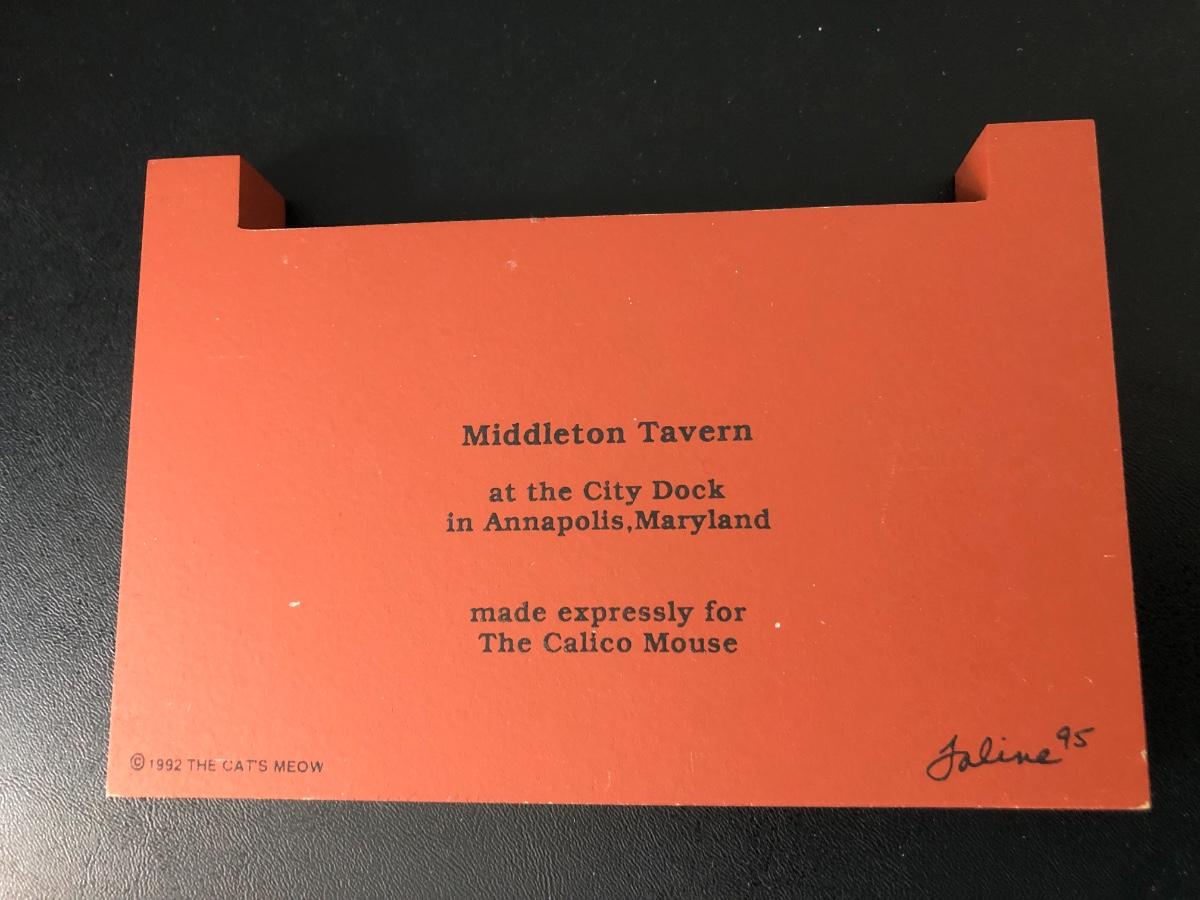 Middleton Tavern
at the City Dock
in Annapolis,Maryland
made expressly for
The Calico Mouse
© 1992 THE CAT'S MEOW
Faline 95